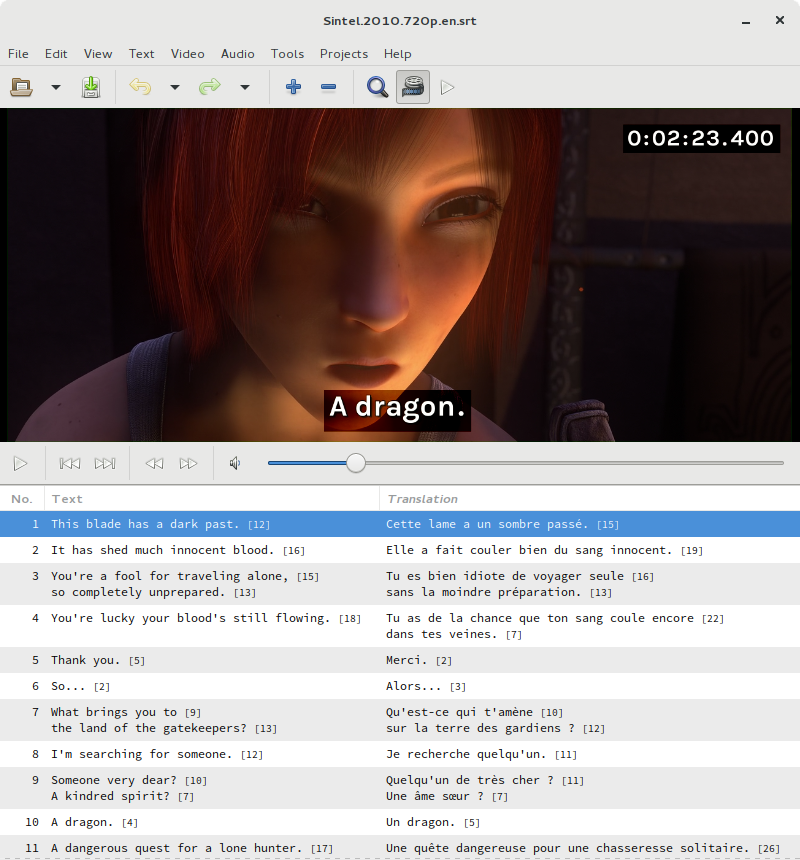 Sintel.2010.720p.en.srt
File Edit View Text Video Audio Tools Projects Help
0:02:23.400
A dragon.
No. Text Translation
1 This blade has a dark past. [12] Cette lame a un sombre passé. [15]
2 It has shed much innocent blood. [16] Elle a fait couler bien du sang innocent. [19]
3 You're a fool for traveling alone, [15] Tu es bien idiote de voyager seule [16]
so completely unprepared. [13] sans la moindre préparation. [13]
4 You're lucky your blood's still flowing. [18] Tu as de la chance que ton sang coule encore [22]
dans tes veines. [7]
5 Thank you. [5] Merci. [2]
6 So... [2] Alors... [3]
7 What brings you to [9] Qu'est-ce qui t'amène [10]
the land of the gatekeepers? [13] sur la terre des gardiens ? [12]
8 I'm searching for someone. [12] Je recherche quelqu'un. [11]
9 Someone very dear? [10] Quelqu'un de très cher ? [11]
A kindred spirit? [7] Une âme sœur ? [7]
10 A dragon. [4] Un dragon. [5]
11 A dangerous quest for a lone hunter. [17] Une quête dangereuse pour une chasseresse solitaire. [26]